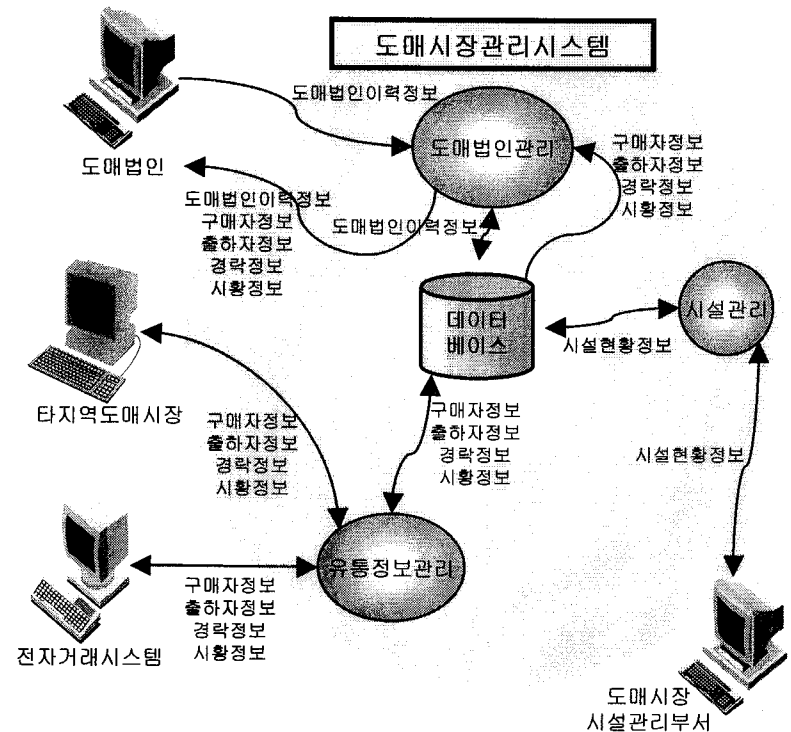 도매시장관리시스템
도매법인이력정보
도매법인관리
구매자정보
출하자정보
경락정보
시황정보
도매법인
도매법인이력정보
구매자정보
출하자정보
경락정보
시황정보
도매법인이력정보
데이터
베이스
시설관리
시설현황정보
타지역도매시장
구매자정보
출하자정보
경락정보
시황정보
구매자정보
출하자정보
경락정보
시황정보
시설현황정보
유통정보관리
구매자정보
출하자정보
경락정보
시황정보
전자거래시스템
도매시장
시설관리부서